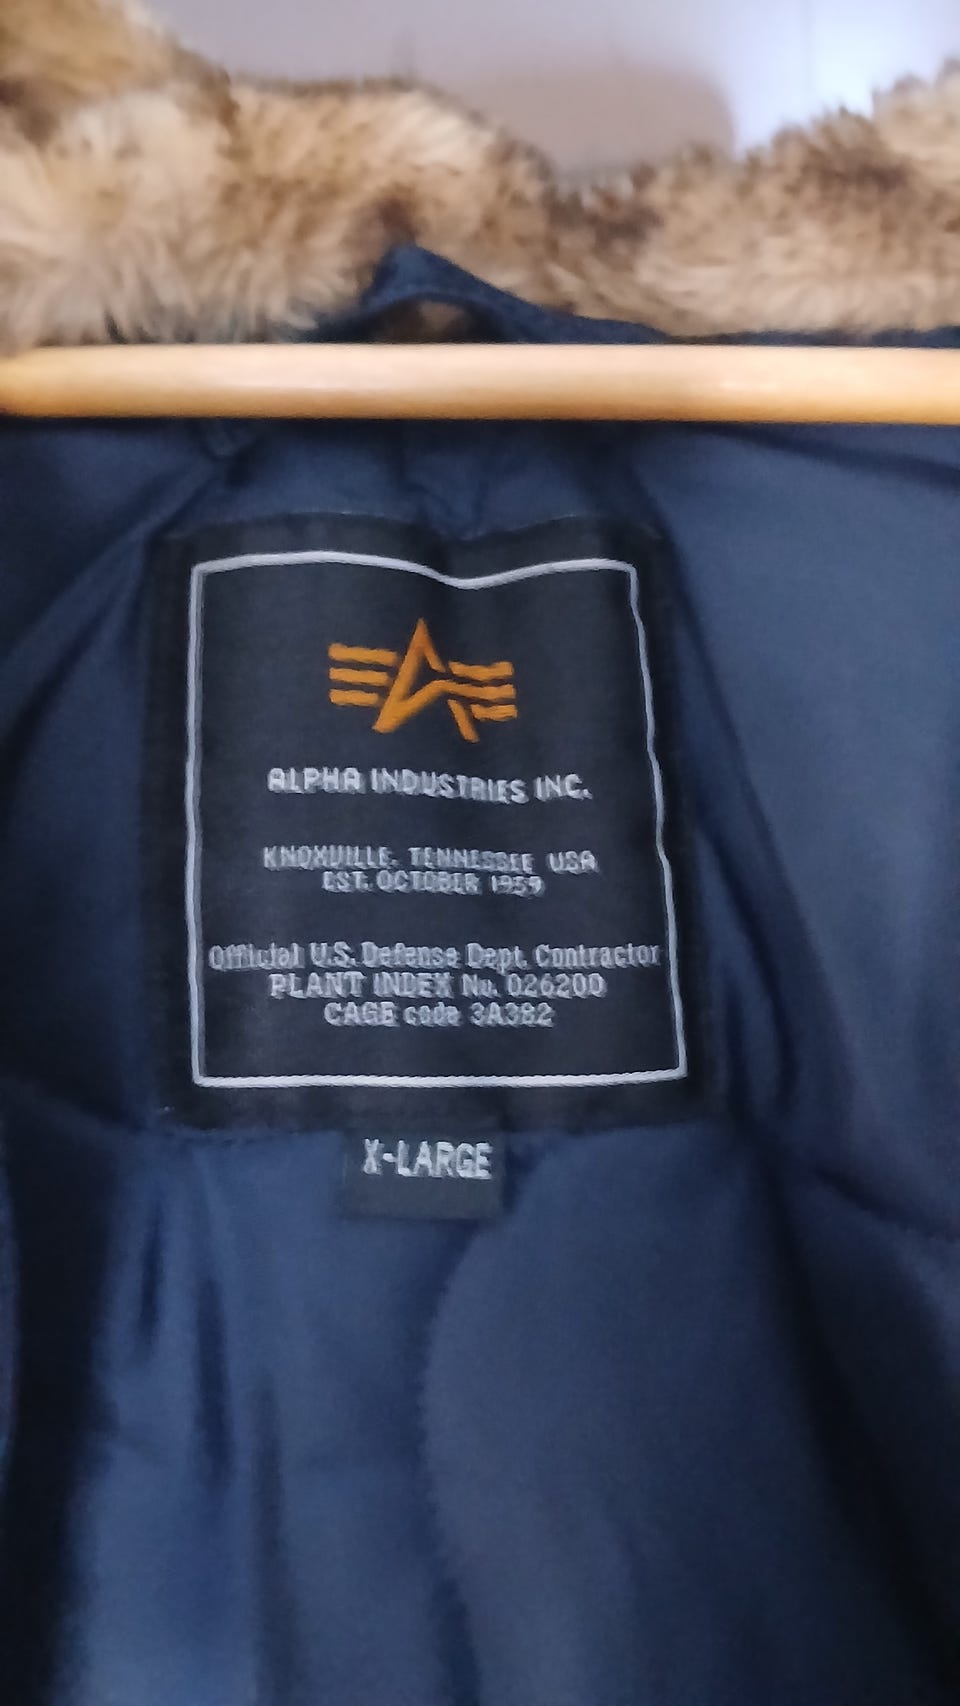 ALPHA INDUSTRIES INC.
KNOXVILLE, TENNESSEE USA
EST. OCTOBER 1959
Official U.S. Defense Dept. Contractor
PLANT INDEX No. 026200
CAGE code 3A382
X-LARGE